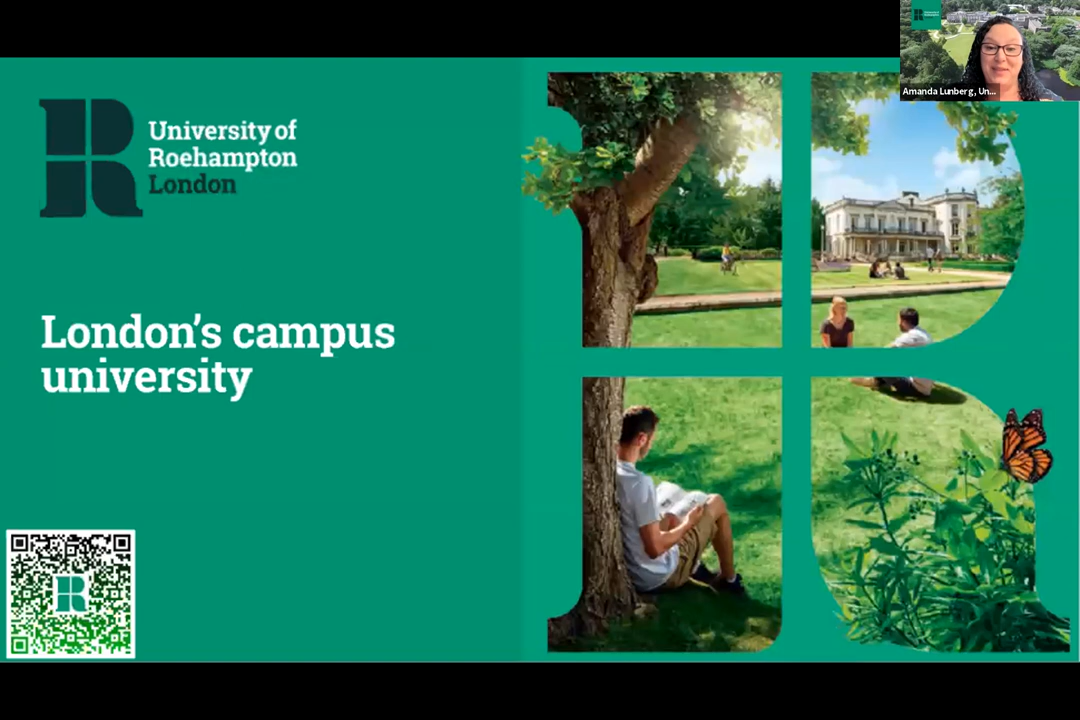 University of
Roehampton
London
London's campus
university
Amanda Lunberg, Un...